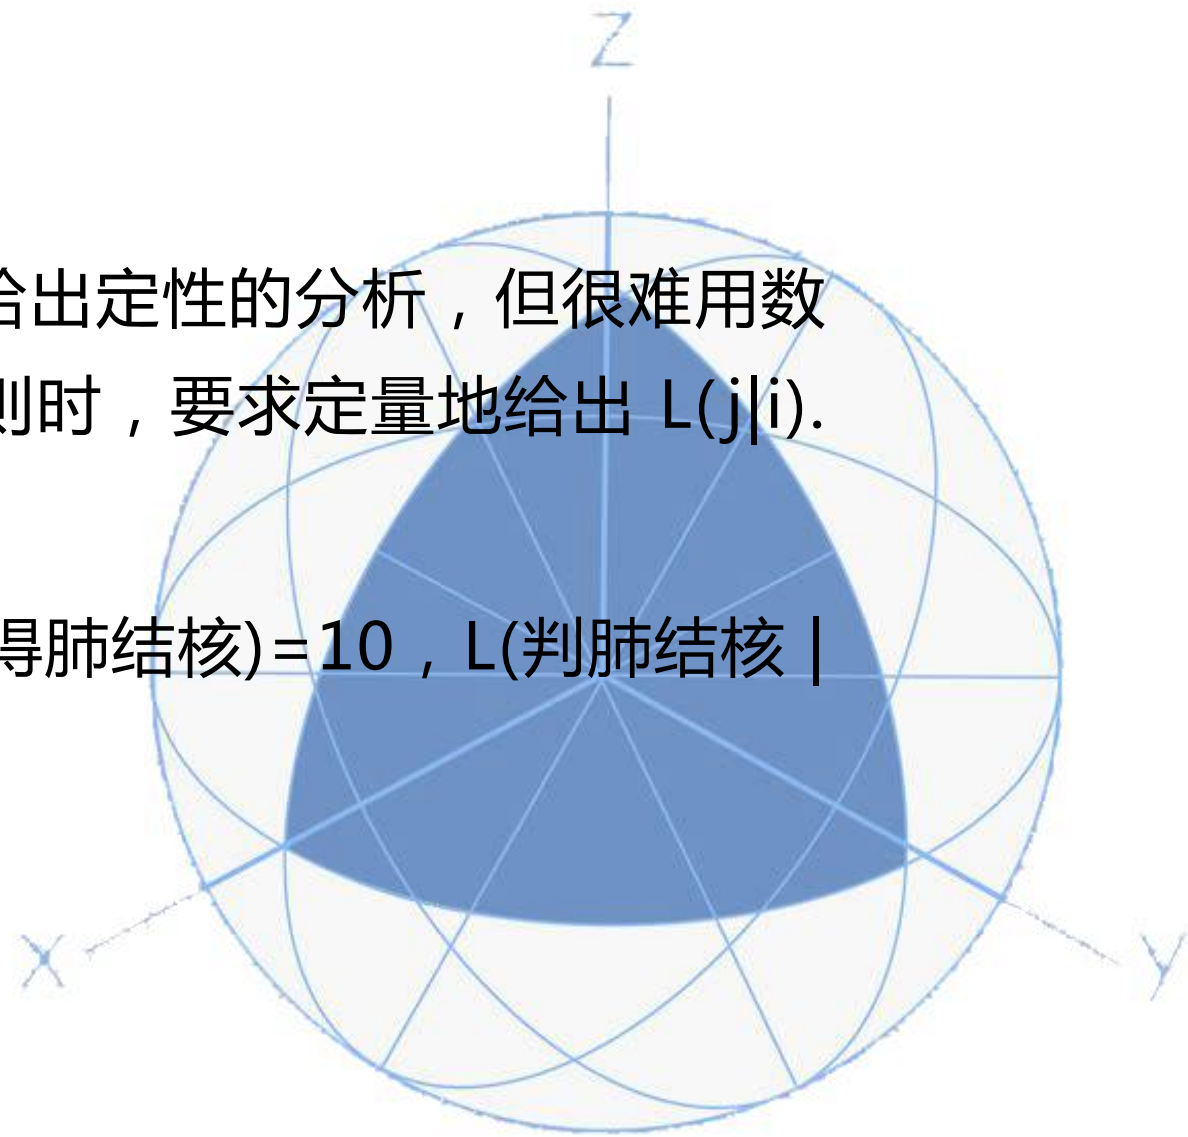 Z
给出定性的分析，但很难用数
则时，要求定量地给出 L(j|i).
得肺结核)=10，L(判肺结核 |
X
Y